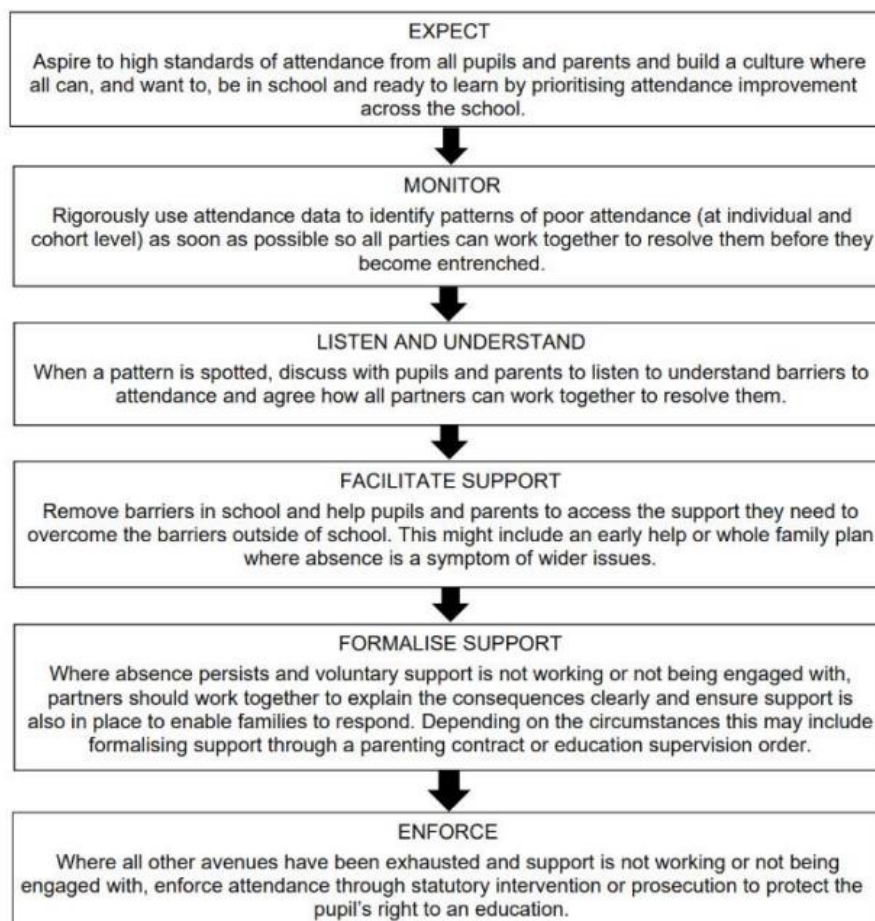 EXPECT
Aspire to high standards of attendance from all pupils and parents and build a culture where
all can, and want to, be in school and ready to learn by prioritising attendance improvement
across the school.
MONITOR
Rigorously use attendance data to identify patterns of poor attendance (at individual and
cohort level) as soon as possible so all parties can work together to resolve them before they
become entrenched.
LISTEN AND UNDERSTAND
When a pattern is spotted, discuss with pupils and parents to listen to understand barriers to
attendance and agree how all partners can work together to resolve them.
FACILITATE SUPPORT
Remove barriers in school and help pupils and parents to access the support they need to
overcome the barriers outside of school. This might include an early help or whole family plan
where absence is a symptom of wider issues.
FORMALISE SUPPORT
Where absence persists and voluntary support is not working or not being engaged with,
partners should work together to explain the consequences clearly and ensure support is
also in place to enable families to respond. Depending on the circumstances this may include
formalising support through a parenting contract or education supervision order.
ENFORCE
Where all other avenues have been exhausted and support is not working or not being
engaged with, enforce attendance through statutory intervention or prosecution to protect the
pupil's right to an education.